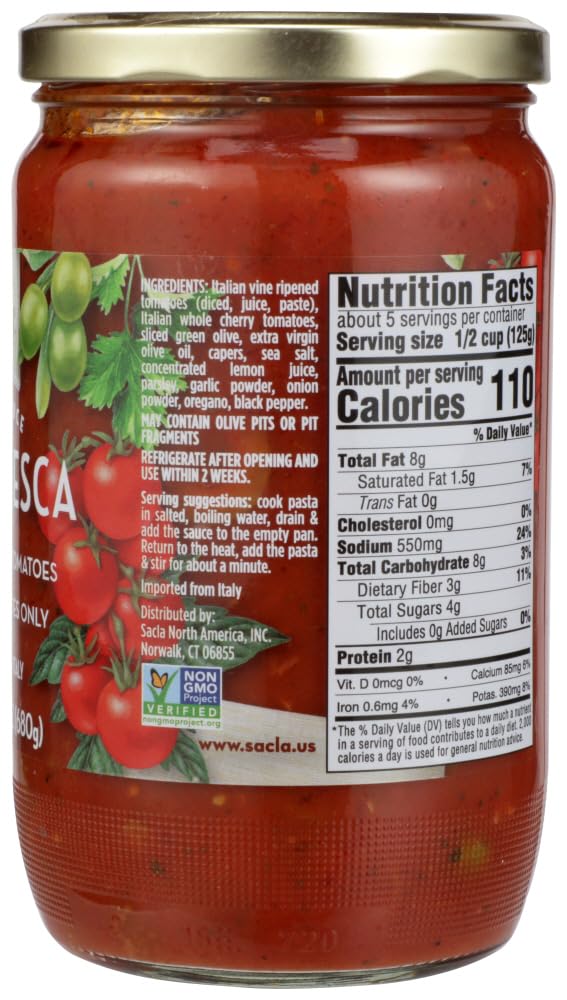 CE
ESCA
OMATOES
ES ONLY
ALY
(680g)
INGREDIENTS: Italian vine ripened
tomatoes (diced, juice, paste),
Italian whole cherry tomatoes,
sliced green olive, extra virgin
olive oil, capers, sea salt,
concentrated lemon juice,
parsley, garlic powder, onion
powder, oregano, black pepper.
MAY CONTAIN OLIVE PITS OR PIT
FRAGMENTS
REFRIGERATE AFTER OPENING AND
USE WITHIN 2 WEEKS.
Serving suggestions: cook pasta
in salted, boiling water, drain &
add the sauce to the empty pan.
Return to the heat, add the pasta
& stir for about a minute.
Imported from Italy
Distributed by:
Sacla North America, INC.
Norwalk, CT 06855
NON
GMO
Project
VERIFIED
nongmoproject.org
www.sacla.us
Nutrition Facts
about 5 servings per container
Serving size 1/2 cup (125g)
Amount per serving
Calories 110
% Daily Value*
Total Fat 8g 7%
Saturated Fat 1.5g
Trans Fat 0g
Cholesterol 0mg 0%
Sodium 550mg 24%
Total Carbohydrate 8g 3%
Dietary Fiber 3g 11%
Total Sugars 4g
Includes 0g Added Sugars 0%
Protein 2g
Vit. D 0mcg 0% • Calcium 85mg 6%
Iron 0.6mg 4% • Potas. 390mg 8%
*The % Daily Value (DV) tells you how much a nutrient
in a serving of food contributes to a daily diet. 2,000
calories a day is used for general nutrition advice.